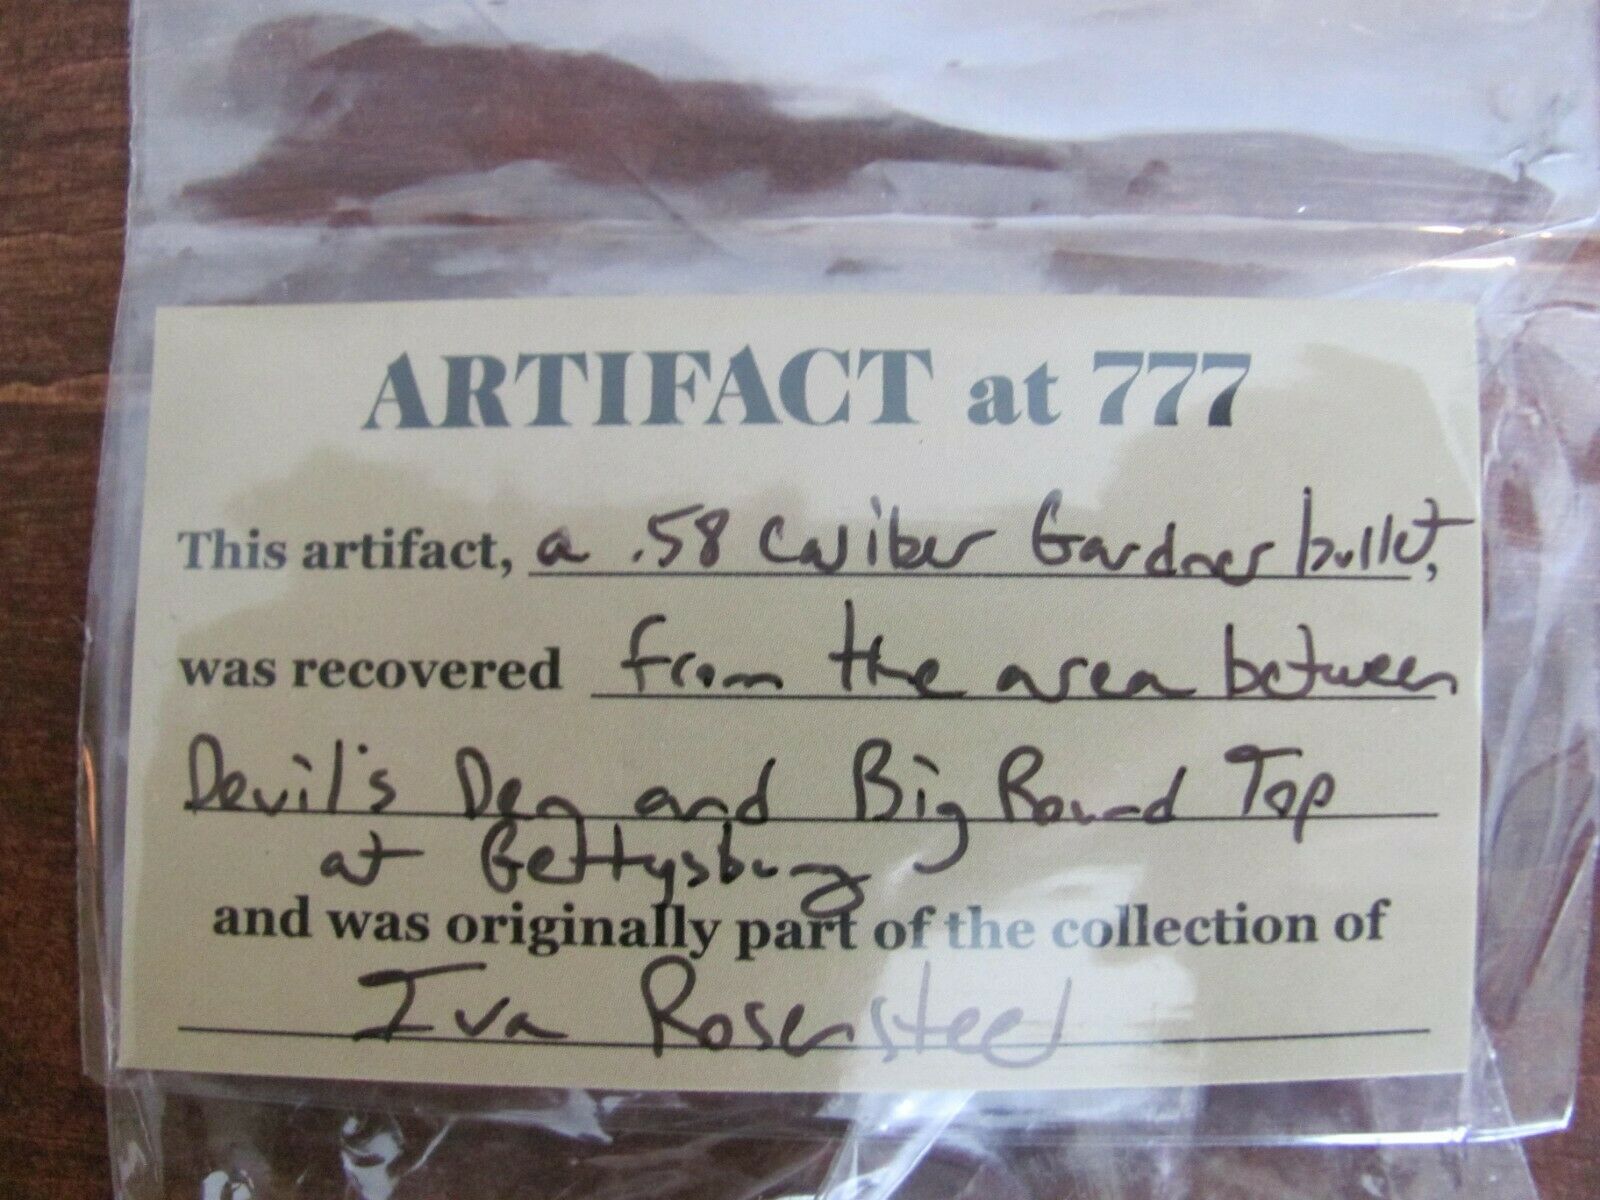 ARTIFACT at 777
This artifact, a .58 caliber Gardner bullet,
was recovered from the area between
Devil's Den and Big Round Top
at Gettysburg
and was originally part of the collection of
Iva Rosensteel